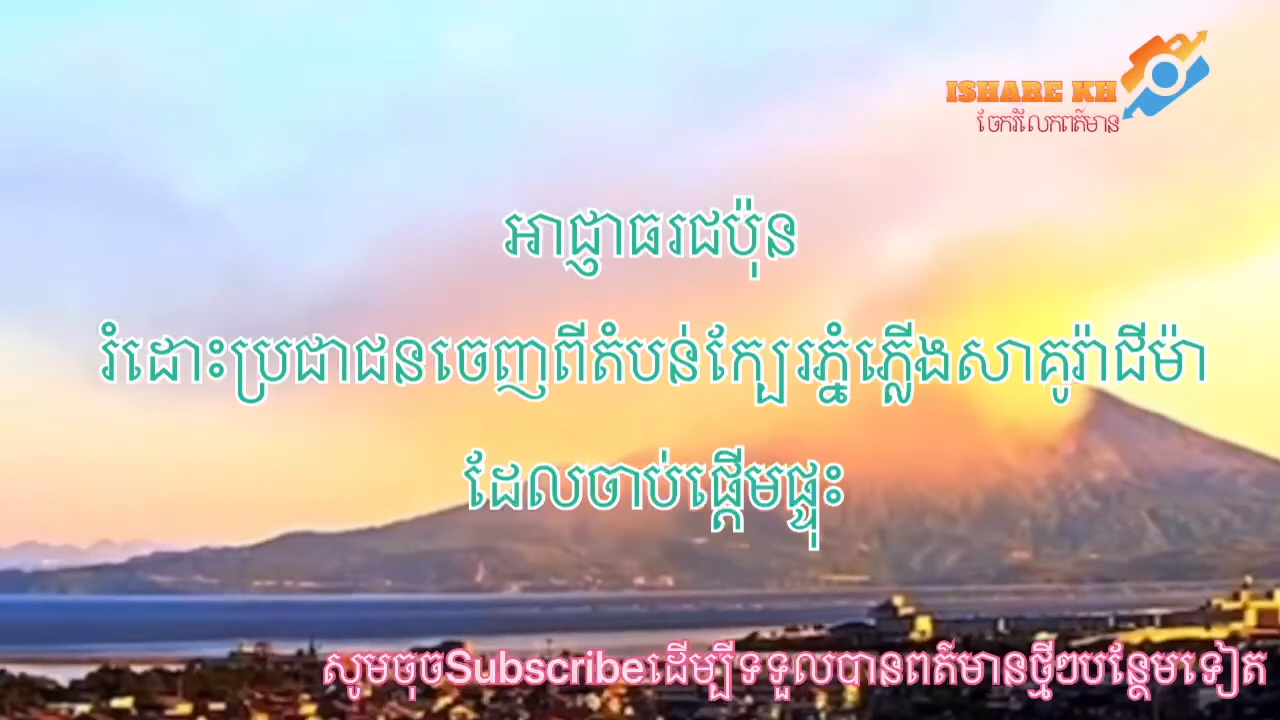 ISHARE KH
ចែករំលែកពត៌មាន
អាជ្ញាធរជប៉ុន
រំដោះប្រជាជនចេញពីតំបន់ក្បែរភ្នំភ្លើងសាគូរ៉ាជីម៉ា
ដែលចាប់ផ្តើមផ្ទុះ
សូមចុចSubscribeដើម្បីទទួលបានពត៌មានថ្មីៗបន្ថែមទៀត